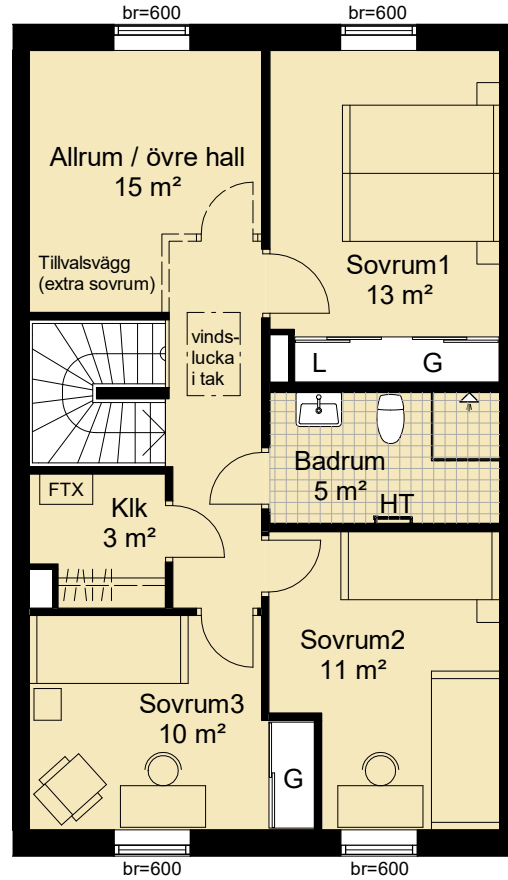 br=600
br=600
Allrum / övre hall
15 m²
Sovrum1
13 m²
Tillvalsvägg
(extra sovrum)
vinds-
lucka
i tak
L
G
Badrum
5 m²
HT
FTX
Klk
3 m²
Sovrum2
11 m²
Sovrum3
10 m²
G
br=600
br=600